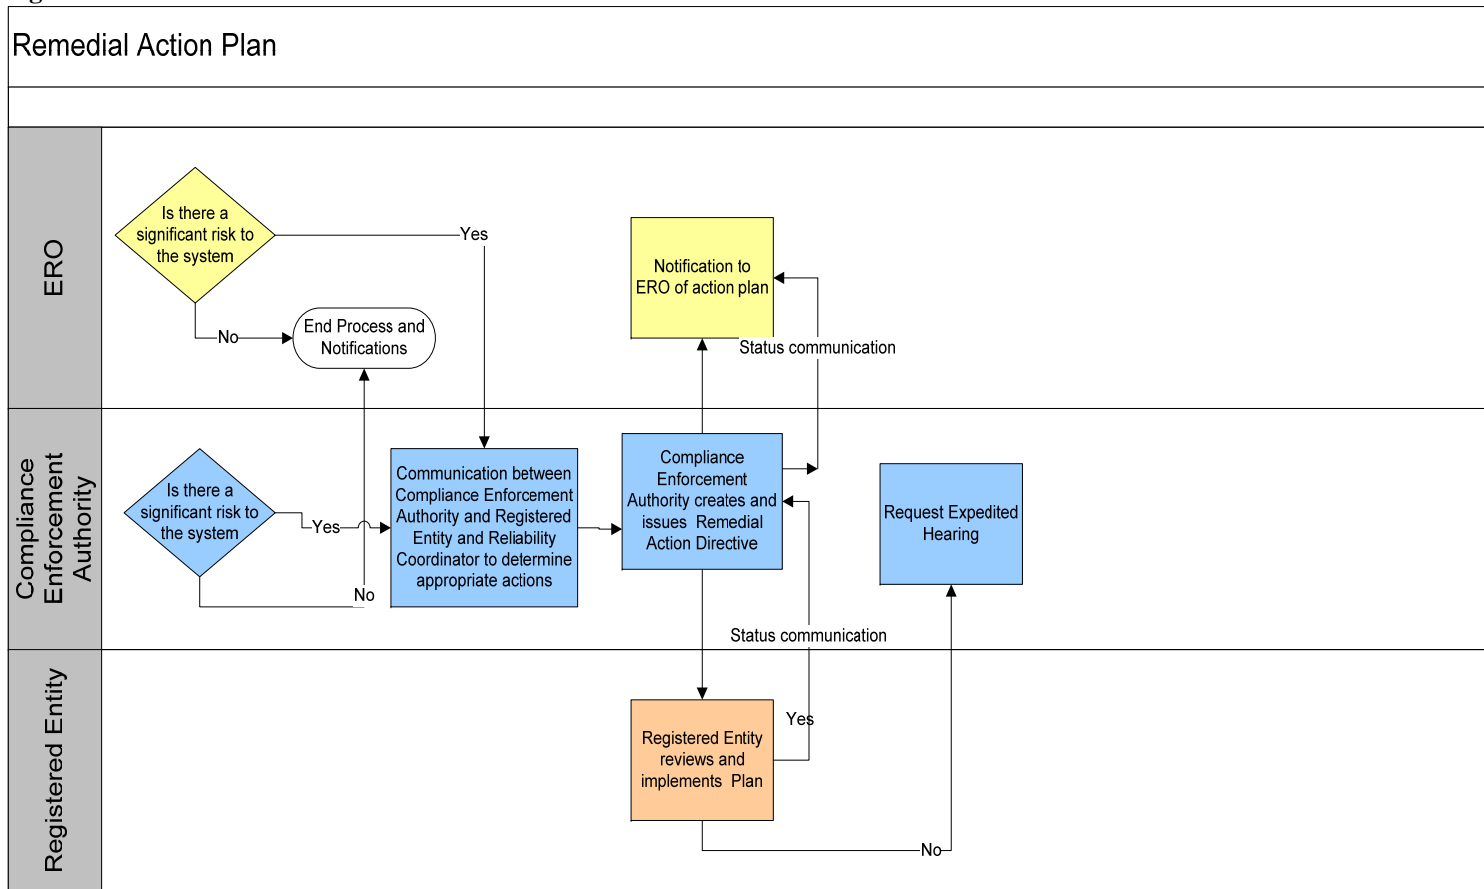 Remedial Action Plan
ERO
Is there a
significant risk to
the system
Yes
No
End Process and
Notifications
Notification to
ERO of action plan
Status communication
Compliance
Enforcement
Authority
Is there a
significant risk to
the system
Yes
No
Communication between
Compliance Enforcement
Authority and Registered
Entity and Reliability
Coordinator to determine
appropriate actions
Compliance
Enforcement
Authority creates and
issues Remedial
Action Directive
Request Expedited
Hearing
Status communication
Registered Entity
Registered Entity
reviews and
implements Plan
Yes
No